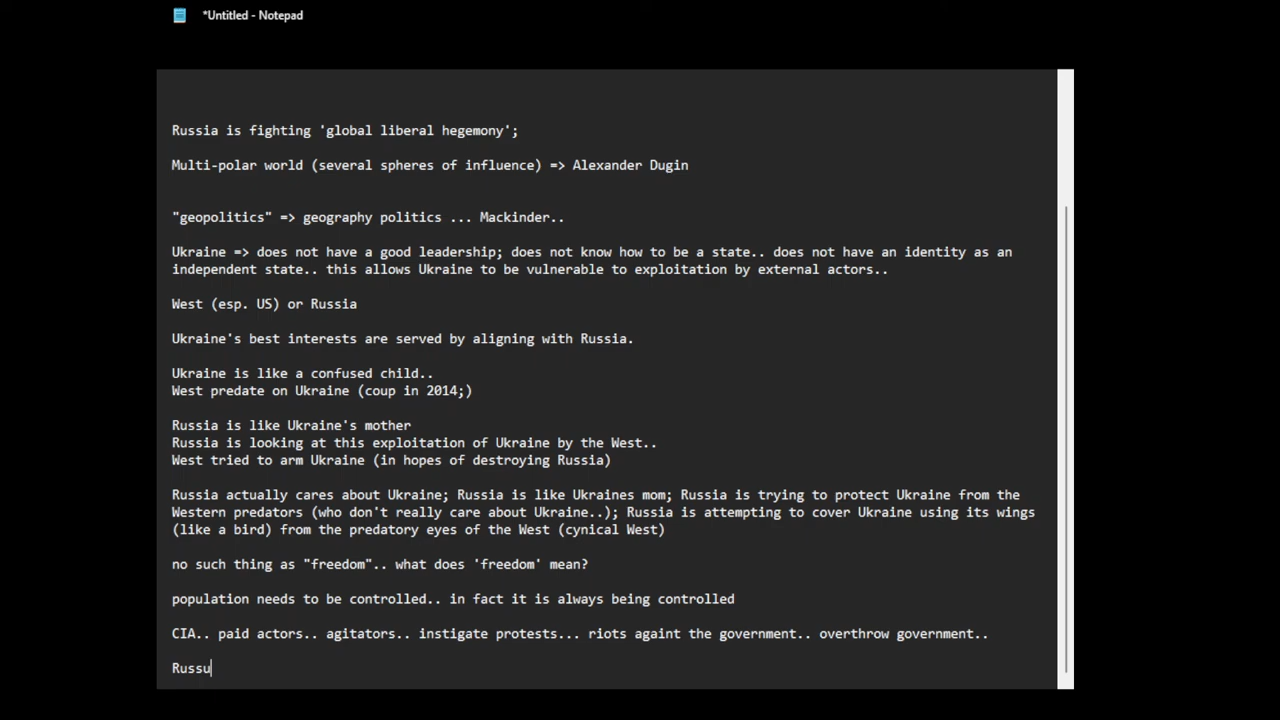 *Untitled - Notepad
Russia is fighting 'global liberal hegemony';
Multi-polar world (several spheres of influence) => Alexander Dugin
"geopolitics" => geography politics ... Mackinder..
Ukraine => does not have a good leadership; does not know how to be a state.. does not have an identity as an
independent state.. this allows Ukraine to be vulnerable to exploitation by external actors..
West (esp. US) or Russia
Ukraine's best interests are served by aligning with Russia.
Ukraine is like a confused child..
West predate on Ukraine (coup in 2014;)
Russia is like Ukraine's mother
Russia is looking at this exploitation of Ukraine by the West..
West tried to arm Ukraine (in hopes of destroying Russia)
Russia actually cares about Ukraine; Russia is like Ukraines mom; Russia is trying to protect Ukraine from the
Western predators (who don't really care about Ukraine..); Russia is attempting to cover Ukraine using its wings
(like a bird) from the predatory eyes of the West (cynical West)
no such thing as "freedom".. what does 'freedom' mean?
population needs to be controlled.. in fact it is always being controlled
CIA.. paid actors.. agitators.. instigate protests... riots againt the government.. overthrow government..
Russu